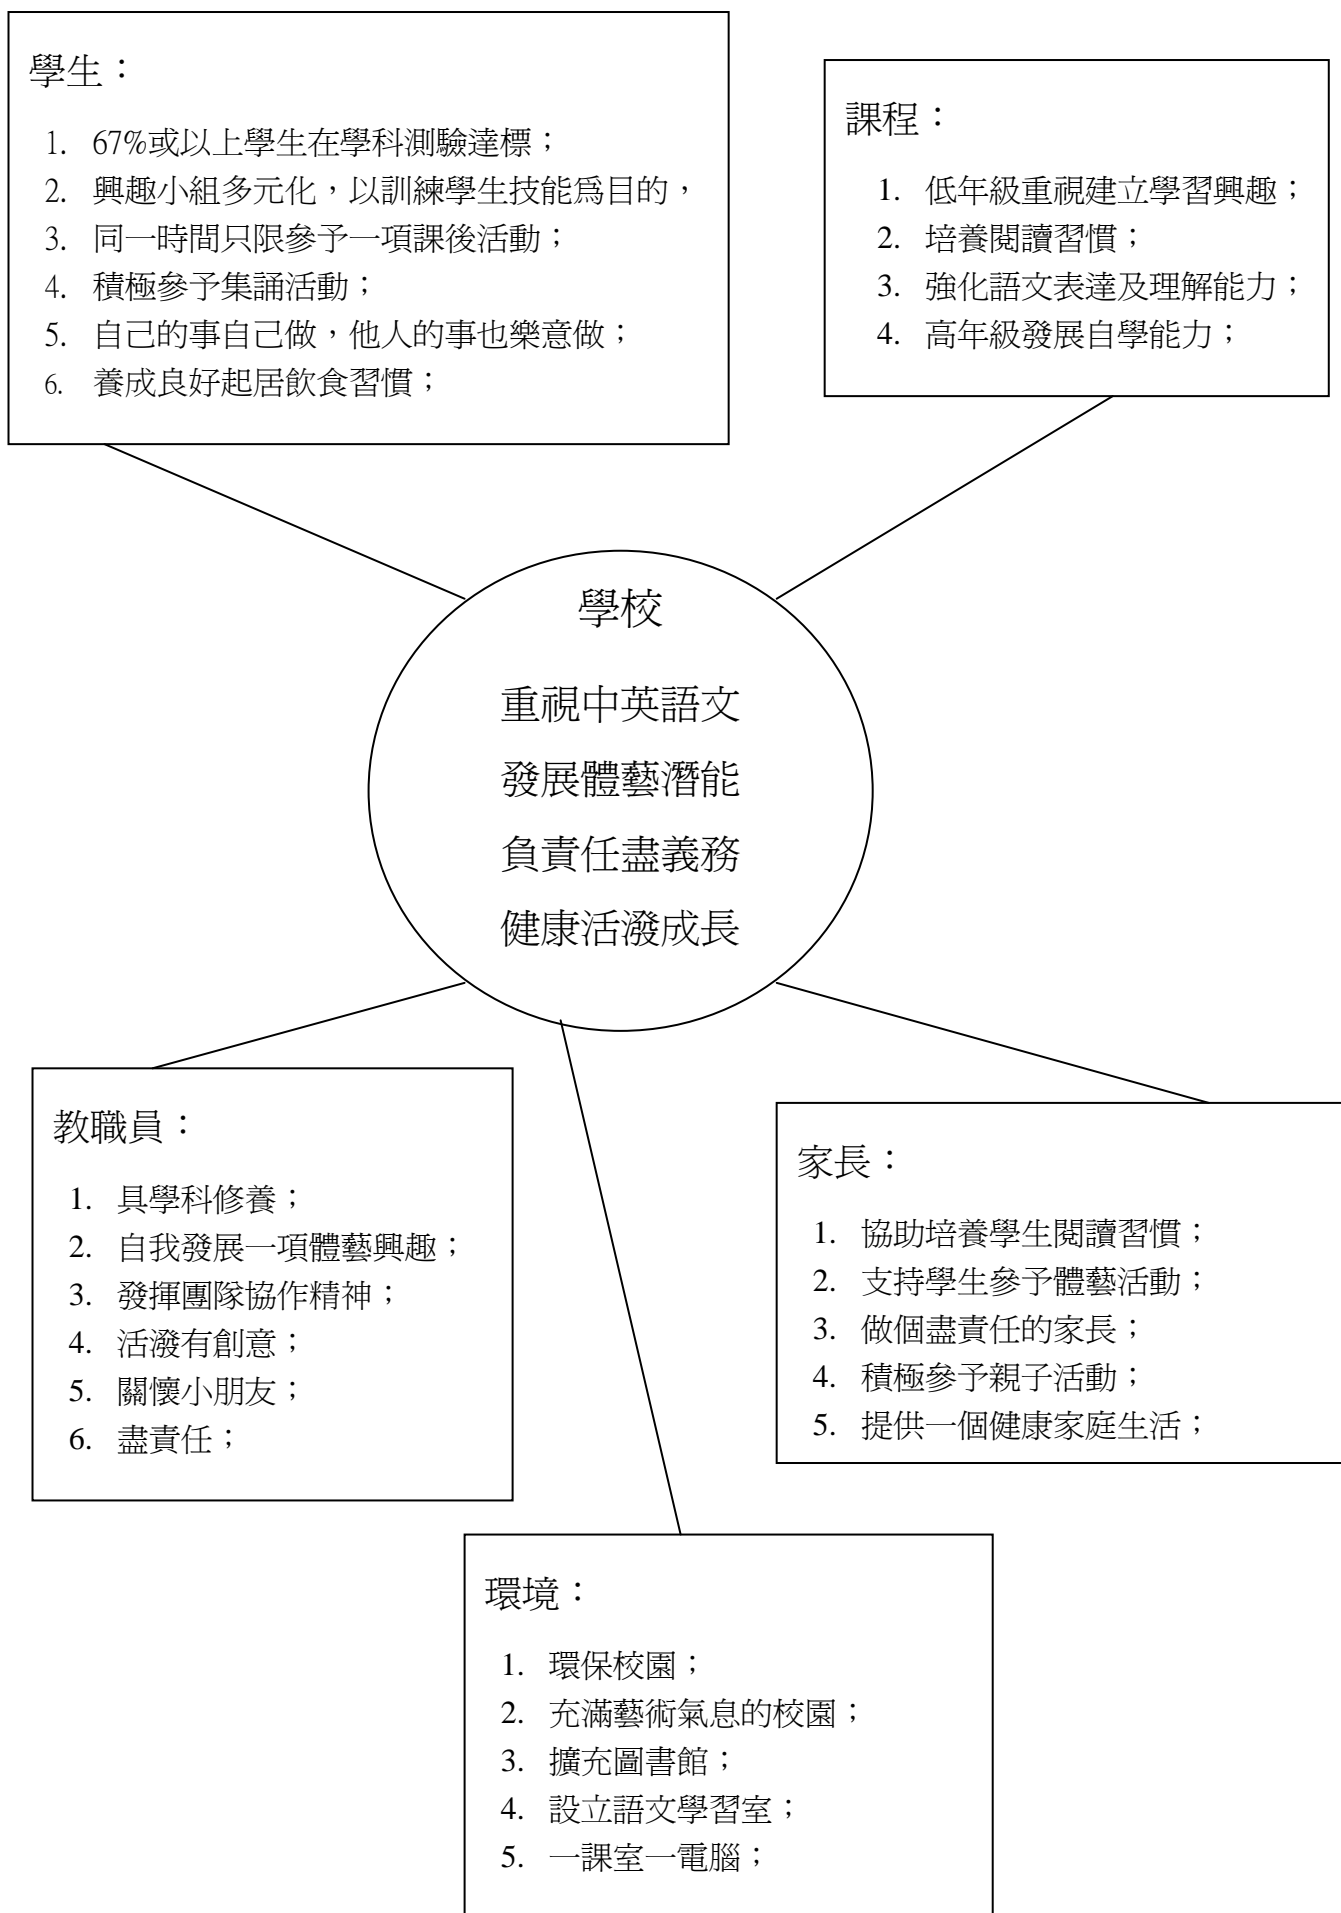 學生：
1. 67%或以上學生在學科測驗達標；
2. 興趣小組多元化，以訓練學生技能爲目的，
3. 同一時間只限參予一項課後活動；
4. 積極參予集誦活動；
5. 自己的事自己做，他人的事也樂意做；
6. 養成良好起居飲食習慣；
課程：
1. 低年級重視建立學習興趣；
2. 培養閱讀習慣；
3. 強化語文表達及理解能力；
4. 高年級發展自學能力；
學校
重視中英語文
發展體藝潛能
負責任盡義務
健康活潑成長
教職員：
1. 具學科修養；
2. 自我發展一項體藝興趣；
3. 發揮團隊協作精神；
4. 活潑有創意；
5. 關懷小朋友；
6. 盡責任；
家長：
1. 協助培養學生閱讀習慣；
2. 支持學生參予體藝活動；
3. 做個盡責任的家長；
4. 積極參予親子活動；
5. 提供一個健康家庭生活；
環境：
1. 環保校園；
2. 充滿藝術氣息的校園；
3. 擴充圖書館；
4. 設立語文學習室；
5. 一課室一電腦；